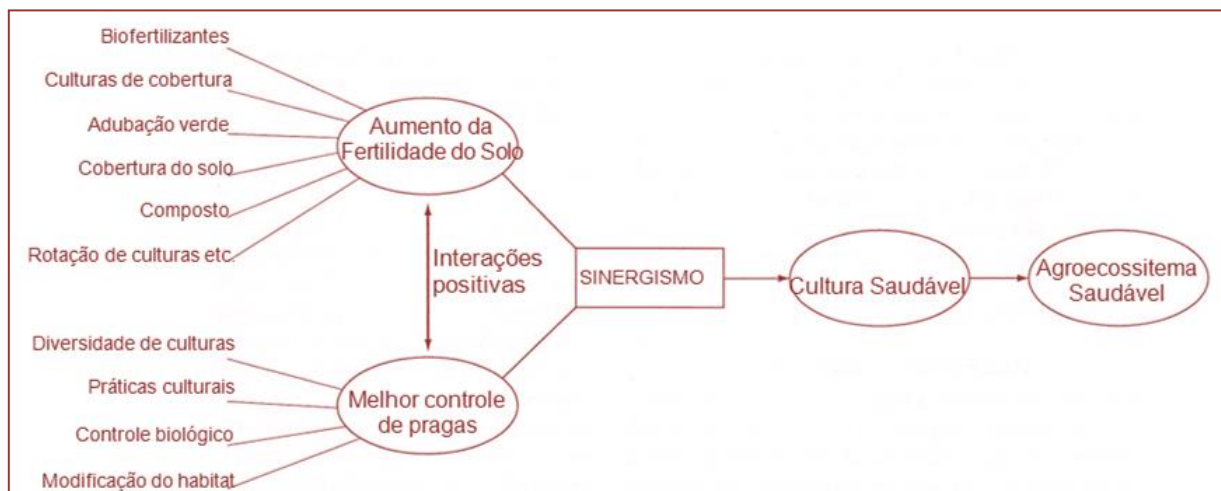 Biofertilizantes
Culturas de cobertura
Adubação verde
Cobertura do solo
Composto
Rotação de culturas etc.
Aumento da
Fertilidade do Solo
Interações
positivas
Diversidade de culturas
Práticas culturais
Controle biológico
Modificação do habitat
Melhor controle
de pragas
SINERGISMO
Cultura Saudável
Agroecossitema
Saudável